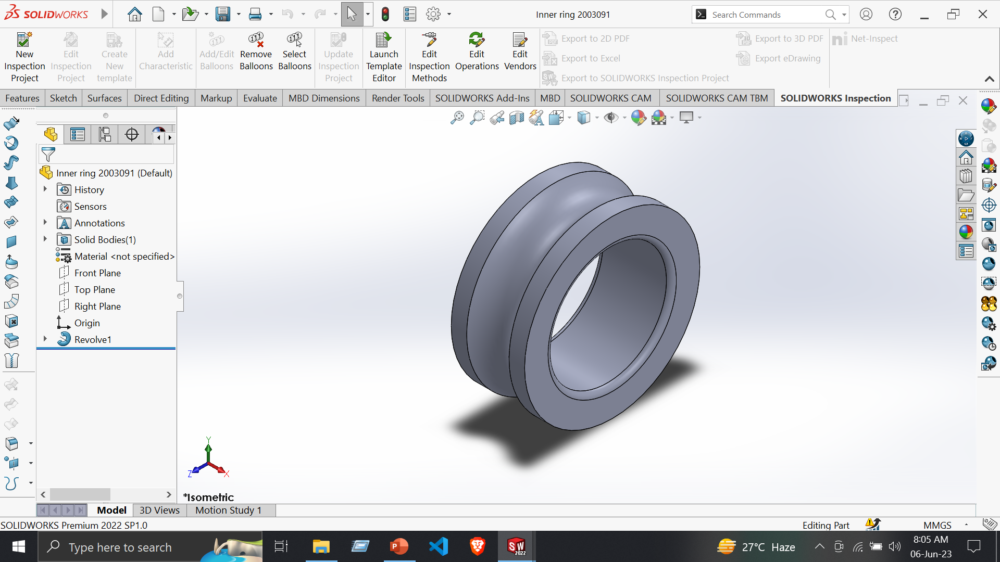 SOLIDWORKS
Inner ring 2003091
Search Commands
New Inspection Project
Edit Inspection Project
Create New template
Add Characteristic
Add/Edit Balloons
Remove Balloons
Select Balloons
Update Inspection Project
Launch Template Editor
Edit Inspection Methods
Edit Operations
Edit Vendors
Export to 2D PDF
Export to Excel
Export to SOLIDWORKS Inspection Project
Export to 3D PDF
Export eDrawing
Net-Inspect
Features
Sketch
Surfaces
Direct Editing
Markup
Evaluate
MBD Dimensions
Render Tools
SOLIDWORKS Add-Ins
MBD
SOLIDWORKS CAM
SOLIDWORKS CAM TBM
SOLIDWORKS Inspection
Inner ring 2003091 (Default)
History
Sensors
Annotations
Solid Bodies(1)
Material <not specified>
Front Plane
Top Plane
Right Plane
Origin
Revolve1
Y
Z
X
*Isometric
Model
3D Views
Motion Study 1
SOLIDWORKS Premium 2022 SP1.0
Editing Part
MMGS
Type here to search
27°C Haze
8:05 AM
06-Jun-23